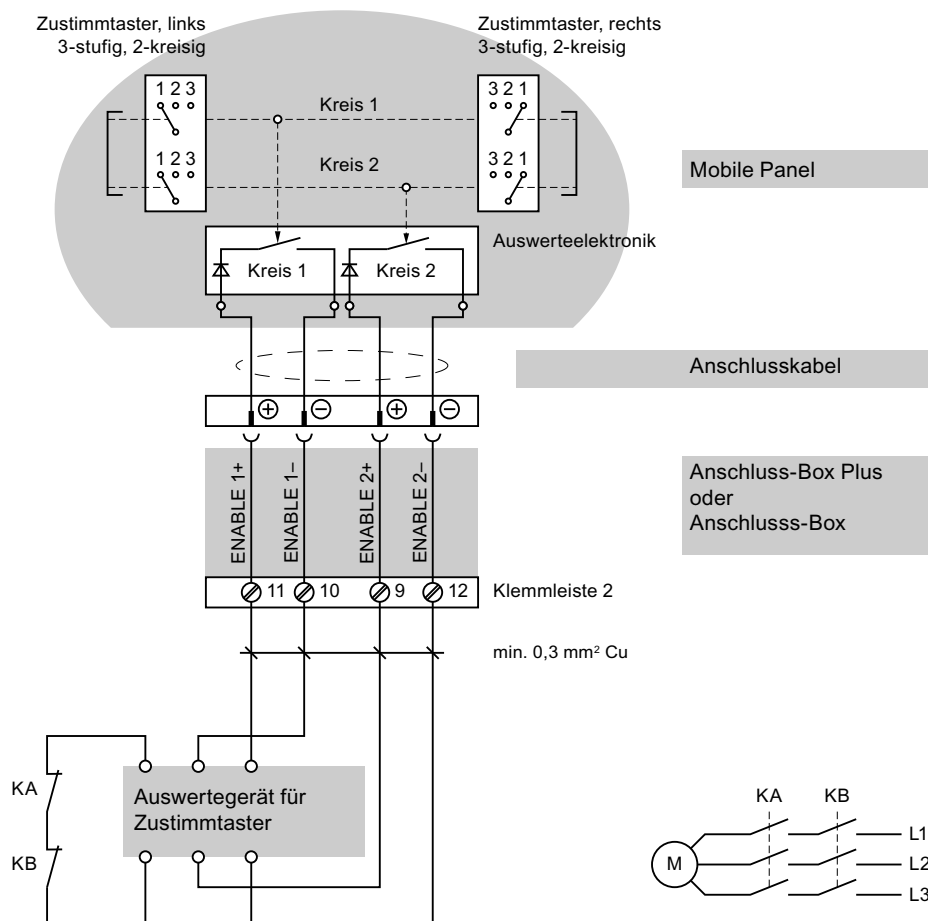 Zustimmtaster, links
3-stufig, 2-kreisig
Zustimmtaster, rechts
3-stufig, 2-kreisig
1 2 3
3 2 1
Kreis 1
1 2 3
3 2 1
Kreis 2
Mobile Panel
Auswerteelektronik
Kreis 1
Kreis 2
Anschlusskabel
+ − + −
ENABLE 1+
ENABLE 1−
ENABLE 2+
ENABLE 2−
Anschluss-Box Plus
oder
Anschlusss-Box
11 10 9 12
Klemmleiste 2
min. 0,3 mm² Cu
KA
KB
Auswertegerät für
Zustimmtaster
KA KB
M
L1
L2
L3